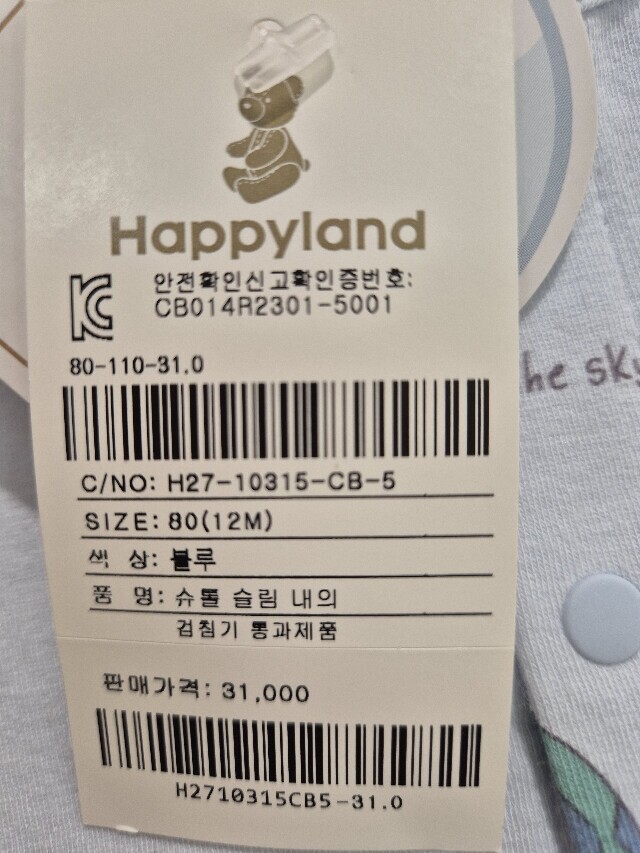 Happyland
안전확인신고확인증번호:
CB014R2301-5001
80-110-31.0
C/NO: H27-10315-CB-5
SIZE: 80(12M)
색 상: 블루
품 명: 슈톨 슬림 내의
검침기 통과제품
판매가격: 31,000
H2710315CB5-31.0
he sky